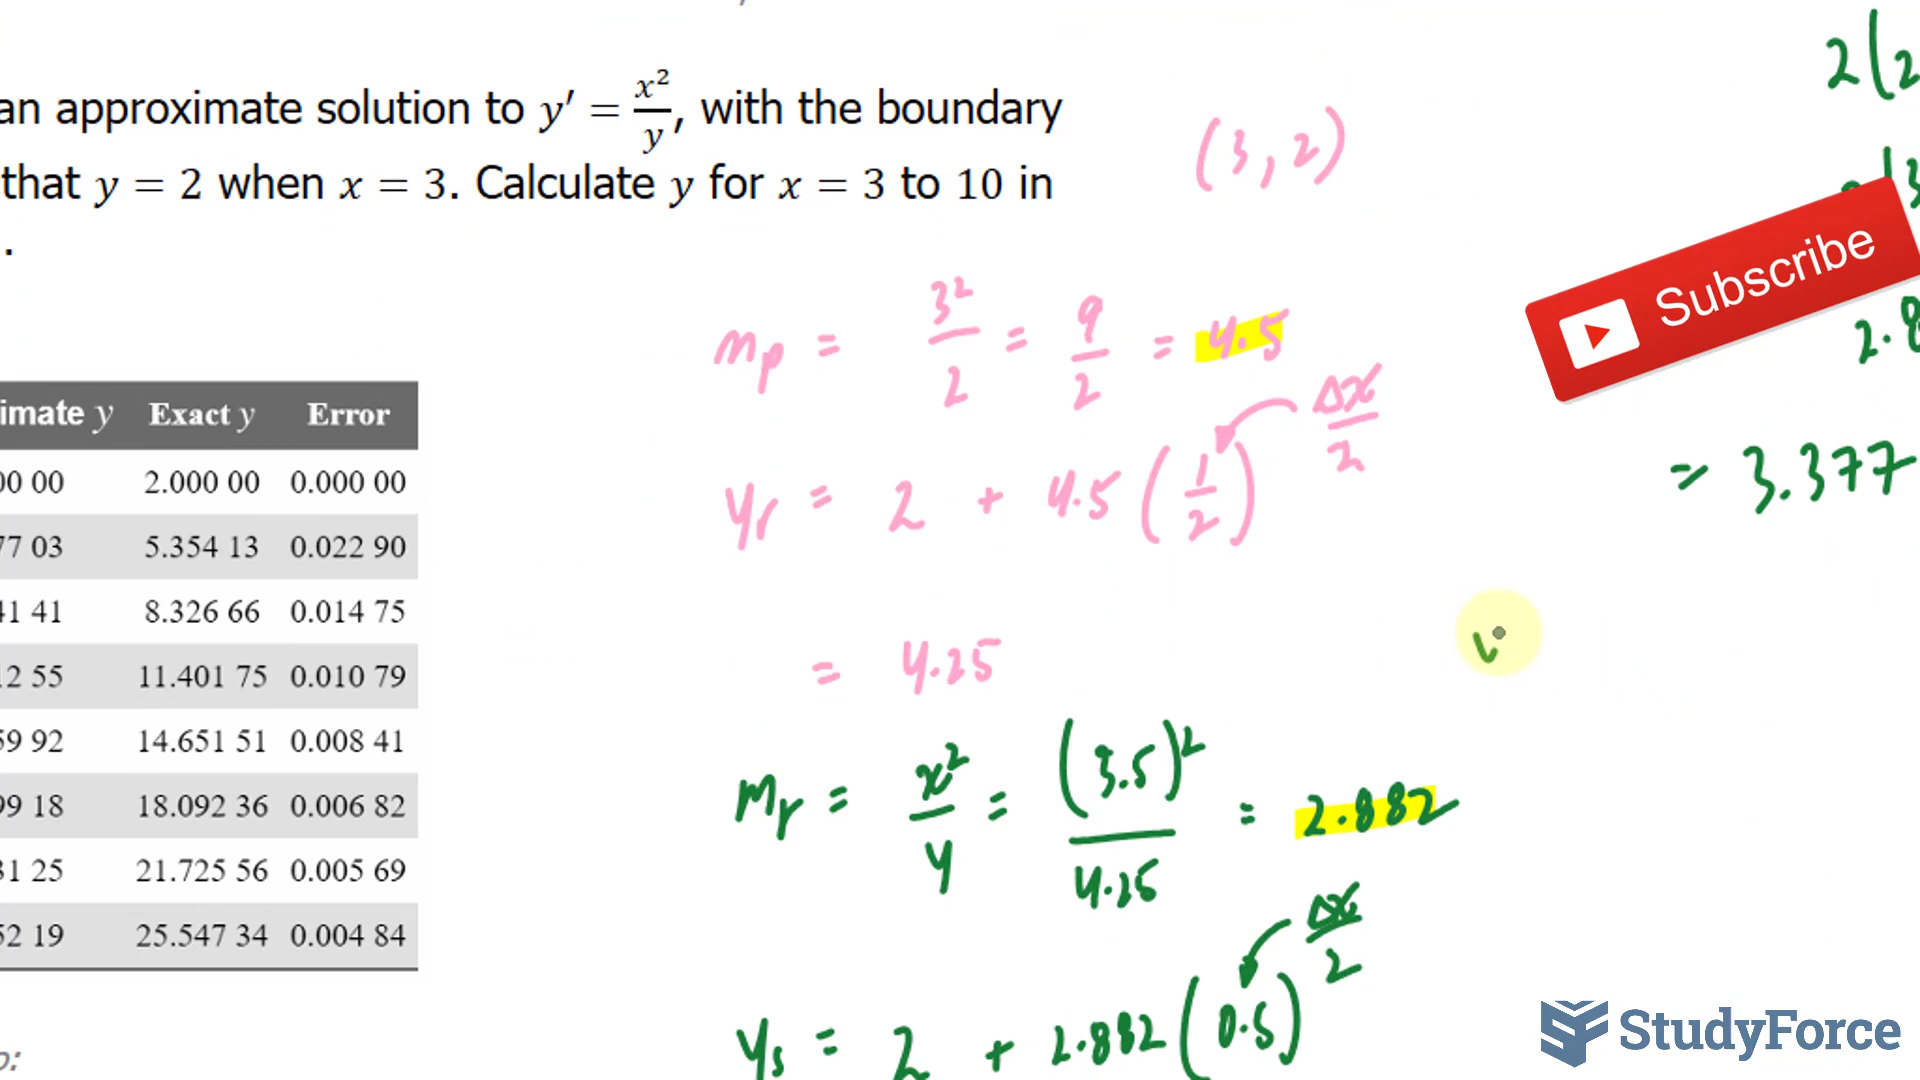 an approximate solution to y′ = x²/y, with the boundary
that y = 2 when x = 3. Calculate y for x = 3 to 10 in
.
(3, 2)
2(2
3
Subscribe
2.8
= 3.377
mp = 3²/2 = 9/2 = 4.5
Δx/2
yr = 2 + 4.5 (1/2)
= 4.25
mr = x²/y = (3.5)²/4.25 = 2.882
Δx/2
ys = 2 + 2.882 (0.5)
imate y Exact y Error
00 00 2.000 00 0.000 00
77 03 5.354 13 0.022 90
41 41 8.326 66 0.014 75
12 55 11.401 75 0.010 79
59 92 14.651 51 0.008 41
99 18 18.092 36 0.006 82
31 25 21.725 56 0.005 69
52 19 25.547 34 0.004 84
o:
StudyForce